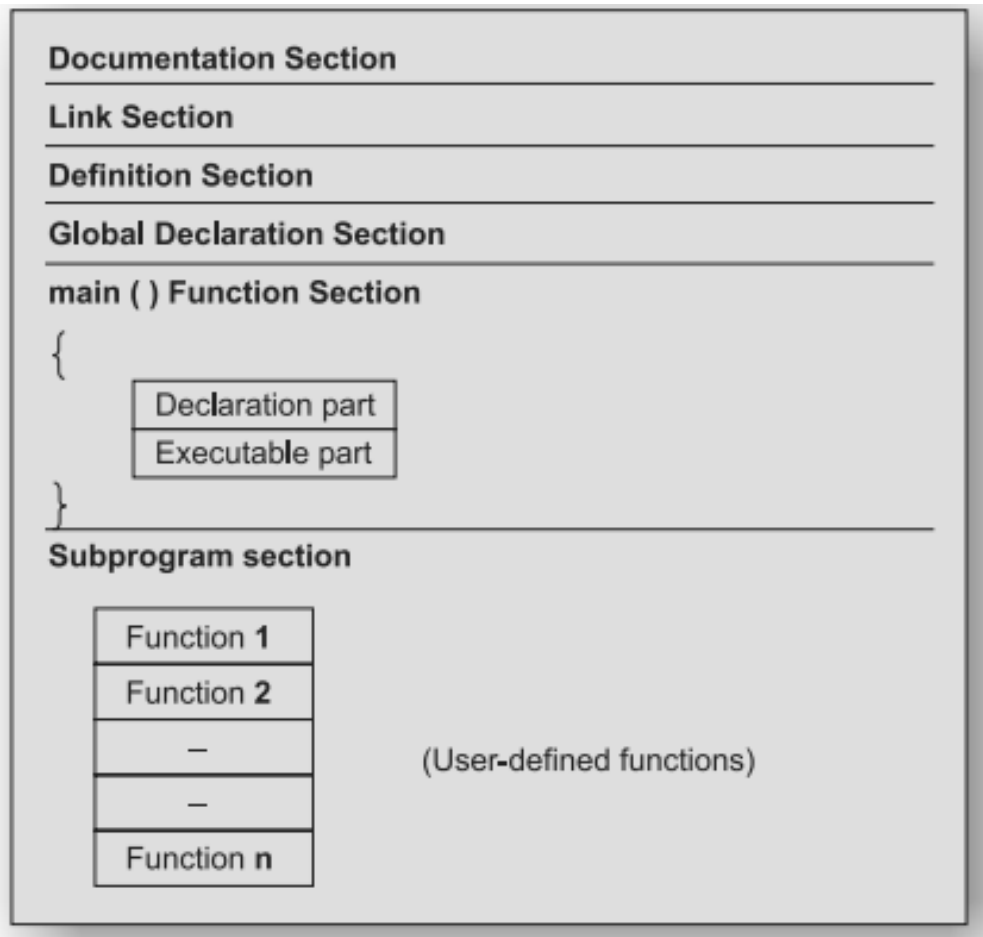 Documentation Section
Link Section
Definition Section
Global Declaration Section
main ( ) Function Section
{
Declaration part
Executable part
}
Subprogram section
Function 1
Function 2
–
(User-defined functions)
–
Function n